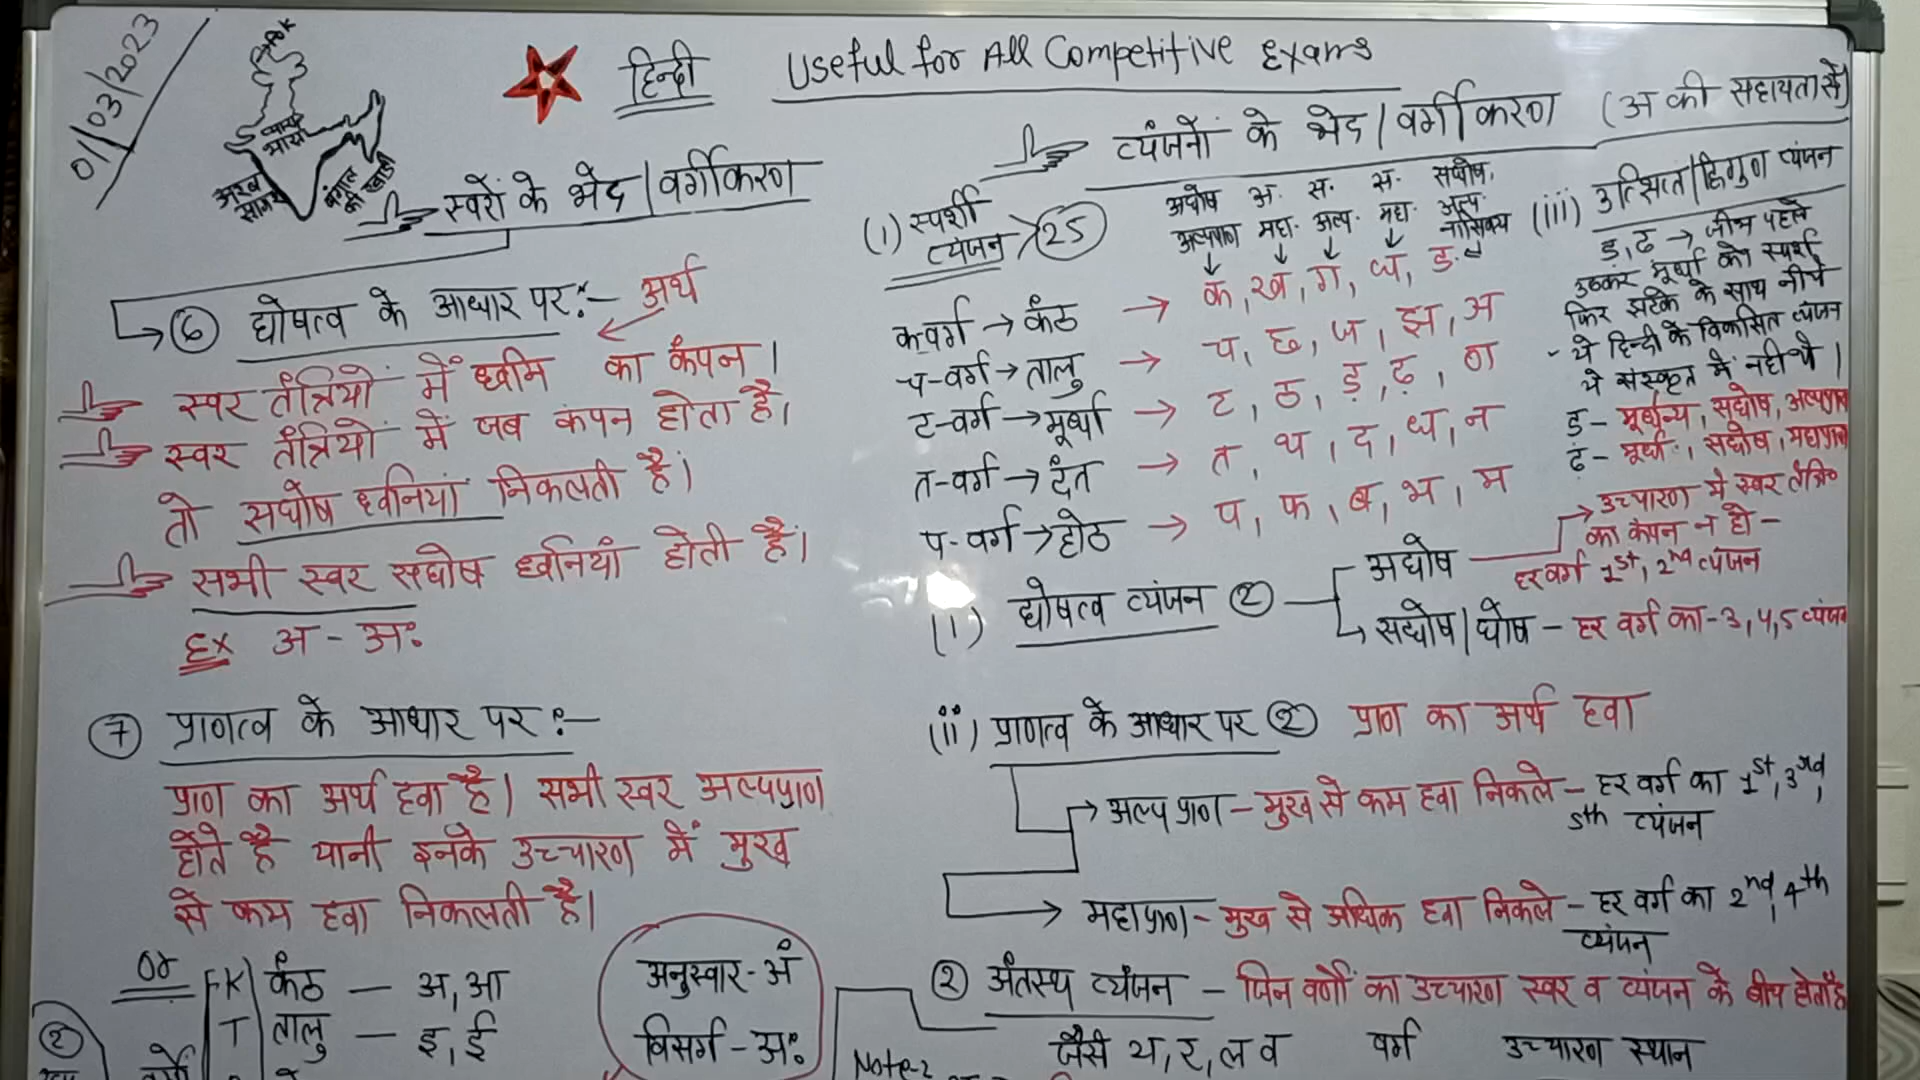 01/03/2023
POK
हिन्दी
Useful for All Competitive Exams
अरब सागर
बंगाल की खाड़ी
स्वरों के भेद/वर्गीकरण
⑥ घोषत्व के आधार पर:- अर्थ
स्वर तंत्रियों में ध्वनि का कंपन।
स्वर तंत्रियों में जब कंपन होता है।
तो सघोष ध्वनियां निकलती हैं।
सभी स्वर सघोष ध्वनियां होती हैं।
Ex अ - अः
⑦ प्राणत्व के आधार पर :-
प्राण का अर्थ हवा है। सभी स्वर अल्पप्राण
होते है यानी इनके उच्चारण में मुख
से कम हवा निकलती है।
Or
K कंठ — अ,आ
T तालु — इ,ई
②
अनुस्वार - अं
विसर्ग - अः
व्यंजनों के भेद/वर्गीकरण (अ की सहायता से)
(1) स्पर्शी व्यंजन > 25
अघोष अ. स. स. सघोष,
अल्पप्राण महा. अल्प. महा. अल्प. नासिक्य
क वर्ग → कंठ → क, ख, ग, घ, ङ
च-वर्ग → तालु → च, छ, ज, झ, ञ
ट-वर्ग → मूर्धा → ट, ठ, ड़, ढ़, ण
त-वर्ग → दंत → त, थ, द, ध, न
प-वर्ग → होठ → प, फ, ब, भ, म
(iii) उत्क्षिप्त/द्विगुण व्यंजन
ड़, ढ़ → जीभ पहले
उठकर मूर्धा को स्पर्श
फिर झटके के साथ नीचे
- ये हिन्दी के विकसित व्यंजन
ये संस्कृत में नही थे।
ड़ - मूर्धन्य, सघोष, अल्पप्राण
ढ़ - मूर्धा., सघोष, महाप्राण
(i) घोषत्व व्यंजन ② अघोष → उच्चारण में स्वर तंत्रि०
का कंपन न हो -
हर वर्ग 1st, 2nd व्यंजन
सघोष/घोष - हर वर्ग का - 3,4,5 व्यंजन
(ii) प्राणत्व के आधार पर ② प्राण का अर्थ हवा
→ अल्प प्राण - मुख से कम हवा निकले - हर वर्ग का 1st, 3rd,
5th व्यंजन
→ महाप्राण - मुख से अधिक हवा निकले - हर वर्ग का 2nd, 4th
व्यंजन
② अंतस्थ व्यंजन - जिन वर्णों का उच्चारण स्वर व व्यंजन के बीच होता है
जैसे य, र, ल व वर्ग उच्चारण स्थान
Note-2